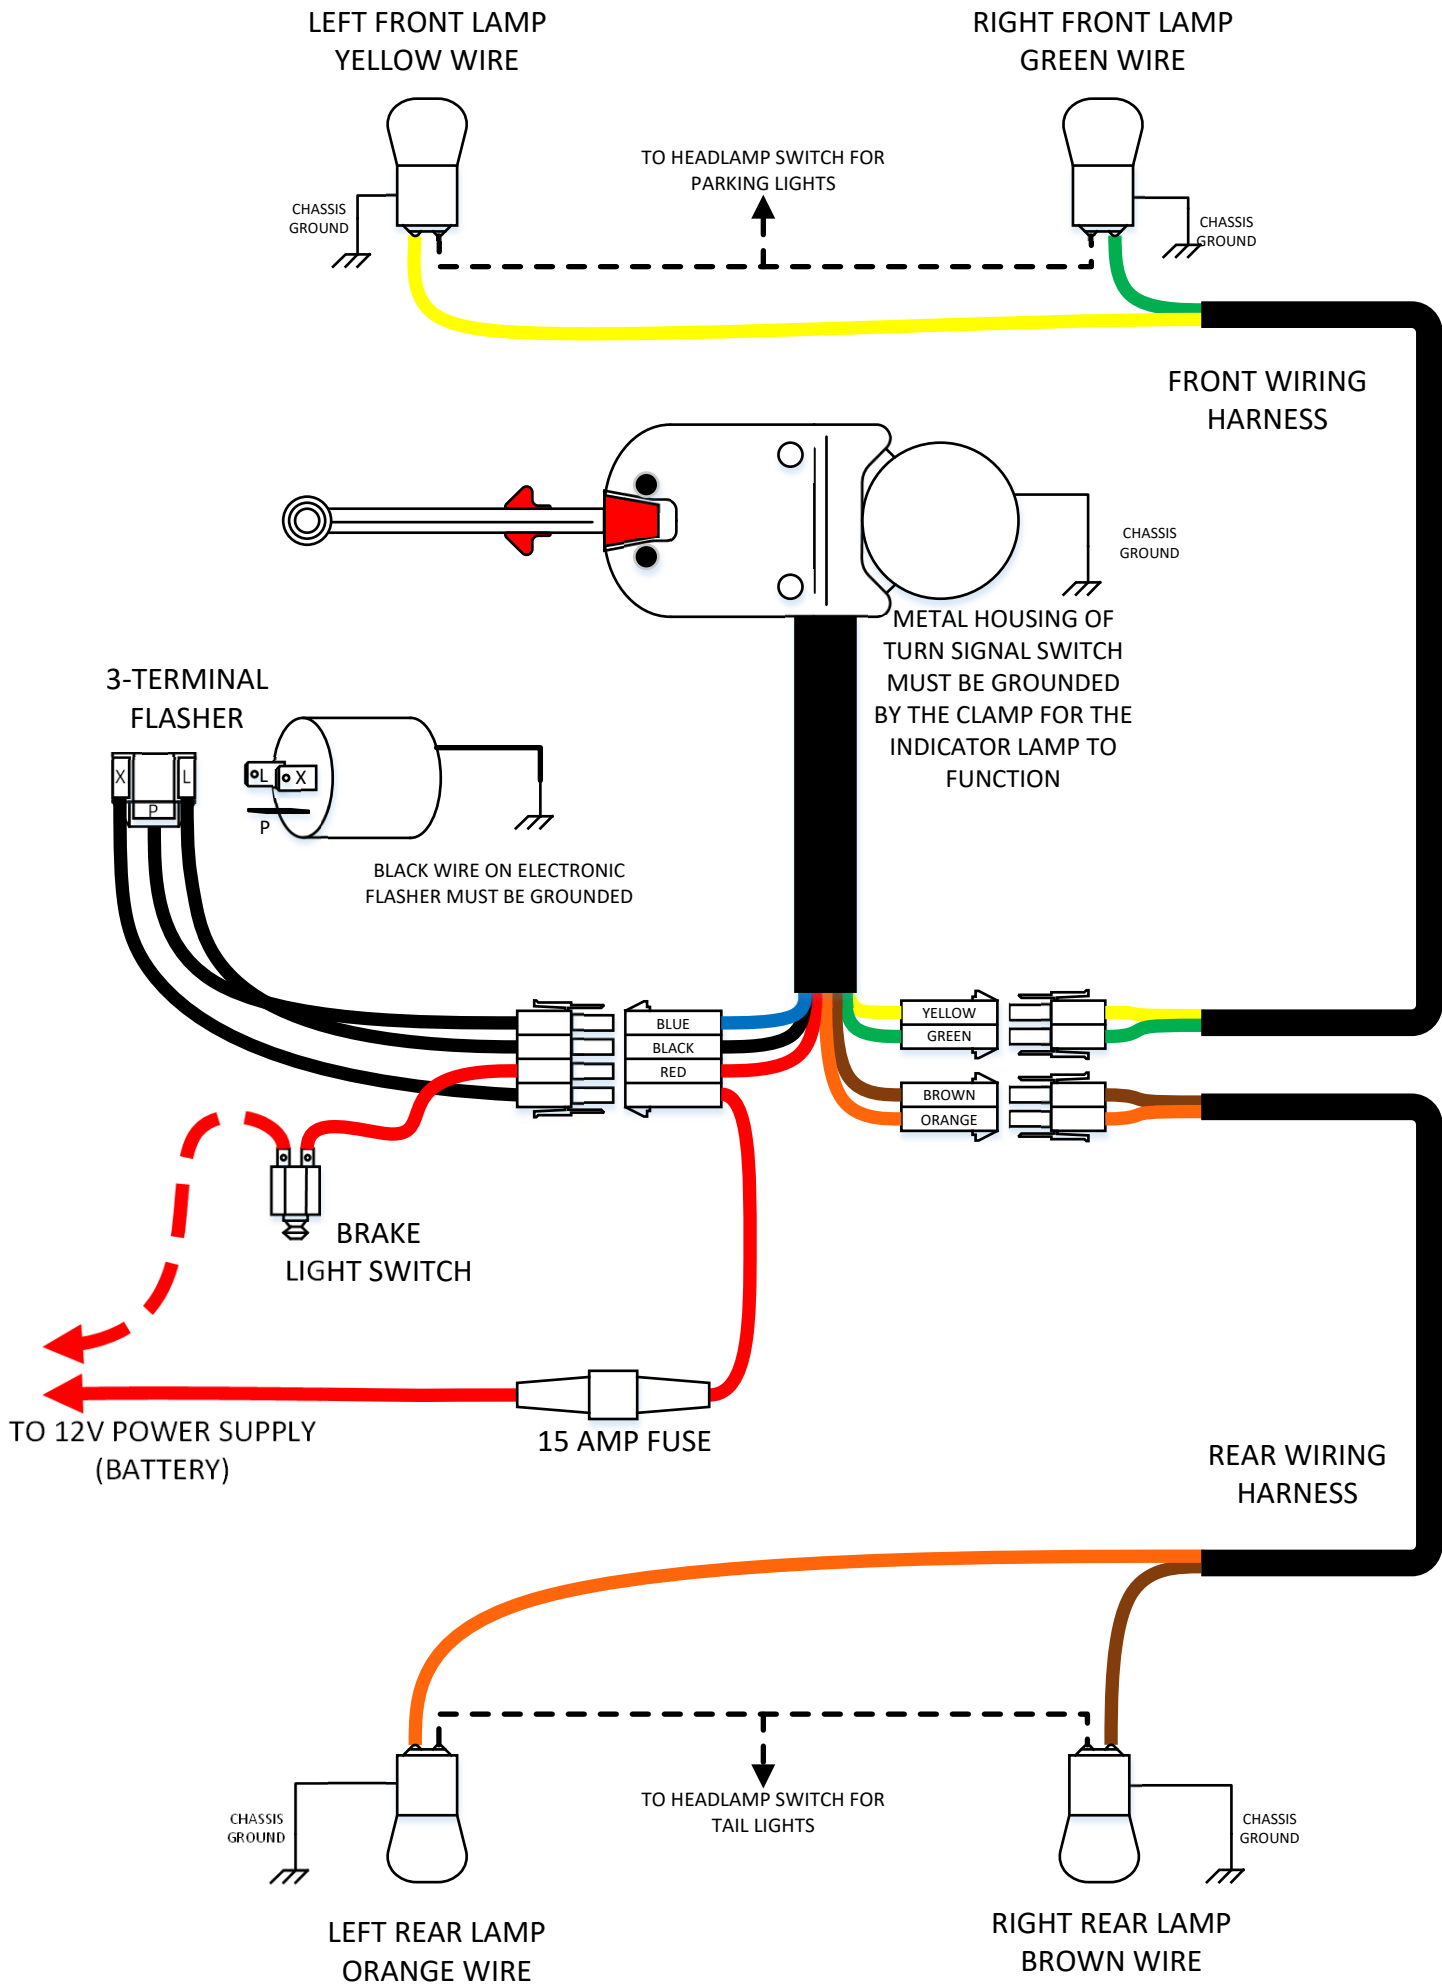 LEFT FRONT LAMP
YELLOW WIRE
RIGHT FRONT LAMP
GREEN WIRE
TO HEADLAMP SWITCH FOR
PARKING LIGHTS
CHASSIS
GROUND
CHASSIS
GROUND
FRONT WIRING
HARNESS
CHASSIS
GROUND
METAL HOUSING OF
TURN SIGNAL SWITCH
MUST BE GROUNDED
BY THE CLAMP FOR THE
INDICATOR LAMP TO
FUNCTION
3-TERMINAL
FLASHER
X
L
P
L
X
P
BLACK WIRE ON ELECTRONIC
FLASHER MUST BE GROUNDED
BLUE
BLACK
RED
YELLOW
GREEN
BROWN
ORANGE
BRAKE
LIGHT SWITCH
TO 12V POWER SUPPLY
(BATTERY)
15 AMP FUSE
REAR WIRING
HARNESS
TO HEADLAMP SWITCH FOR
TAIL LIGHTS
CHASSIS
GROUND
CHASSIS
GROUND
LEFT REAR LAMP
ORANGE WIRE
RIGHT REAR LAMP
BROWN WIRE